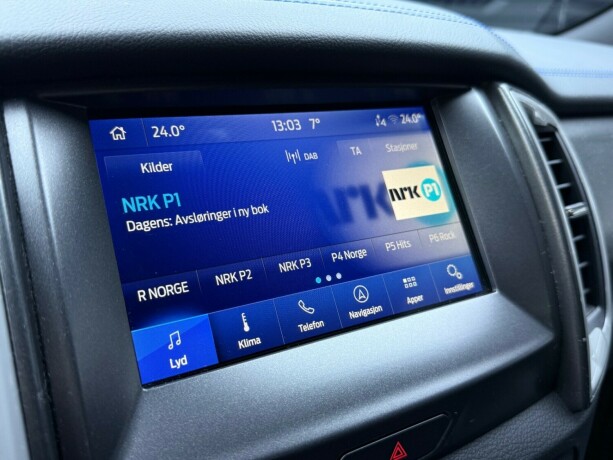 24.0° 13:03 7° 24.0°
Kilder DAB TA Stasjoner
NRK P1
Dagens: Avsløringer i ny bok
nrk P1
R NORGE NRK P2 NRK P3 P4 Norge P5 Hits P6 Rock
Lyd Klima Telefon Navigasjon Apper Innstillinger